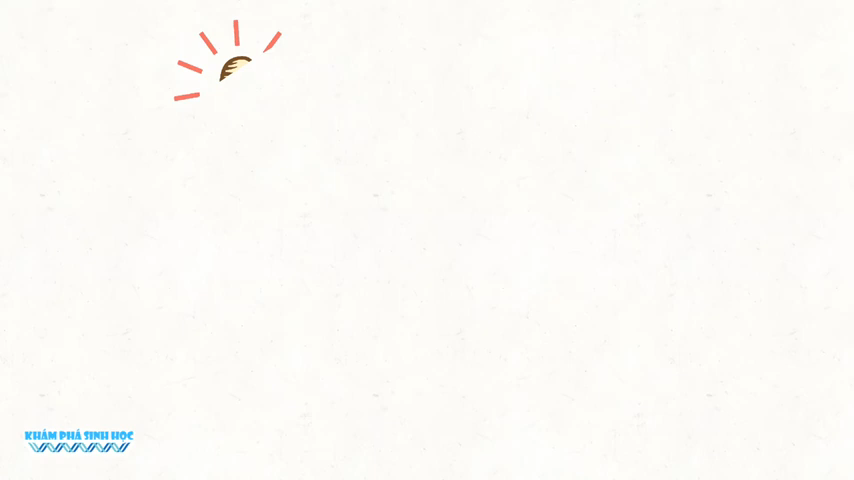 KHÁM PHÁ SINH HỌC